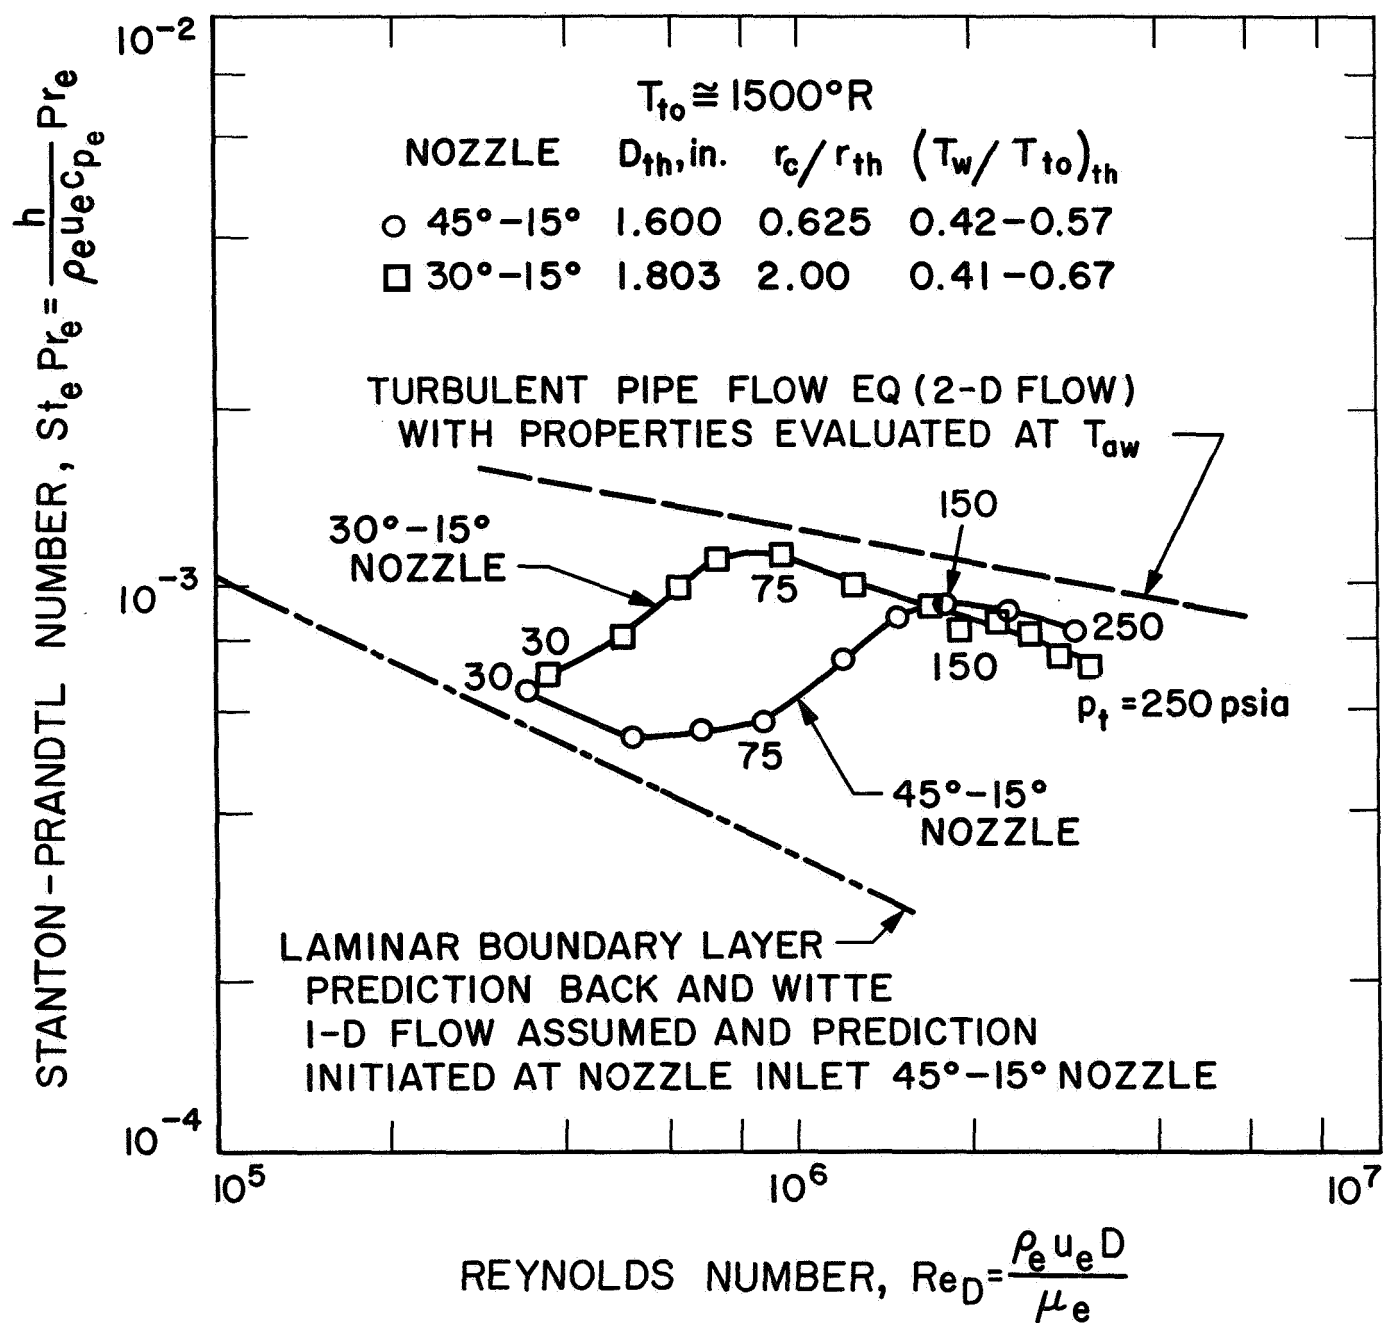 10⁻²
T_to ≅ 1500°R
NOZZLE D_th, in. r_c/r_th (T_w/T_to)_th
○ 45°-15° 1.600 0.625 0.42-0.57
□ 30°-15° 1.803 2.00 0.41-0.67
TURBULENT PIPE FLOW EQ (2-D FLOW)
WITH PROPERTIES EVALUATED AT T_aw
150
30°-15°
NOZZLE
10⁻³
75
30
250
30
150
p_t = 250 psia
75
45°-15°
NOZZLE
LAMINAR BOUNDARY LAYER
PREDICTION BACK AND WITTE
1-D FLOW ASSUMED AND PREDICTION
INITIATED AT NOZZLE INLET 45°-15° NOZZLE
10⁻⁴
10⁵ 10⁶ 10⁷
REYNOLDS NUMBER, Re_D = ρ_e u_e D / μ_e
STANTON-PRANDTL NUMBER, St_e Pr_e = h / ρ_e u_e c_p_e Pr_e